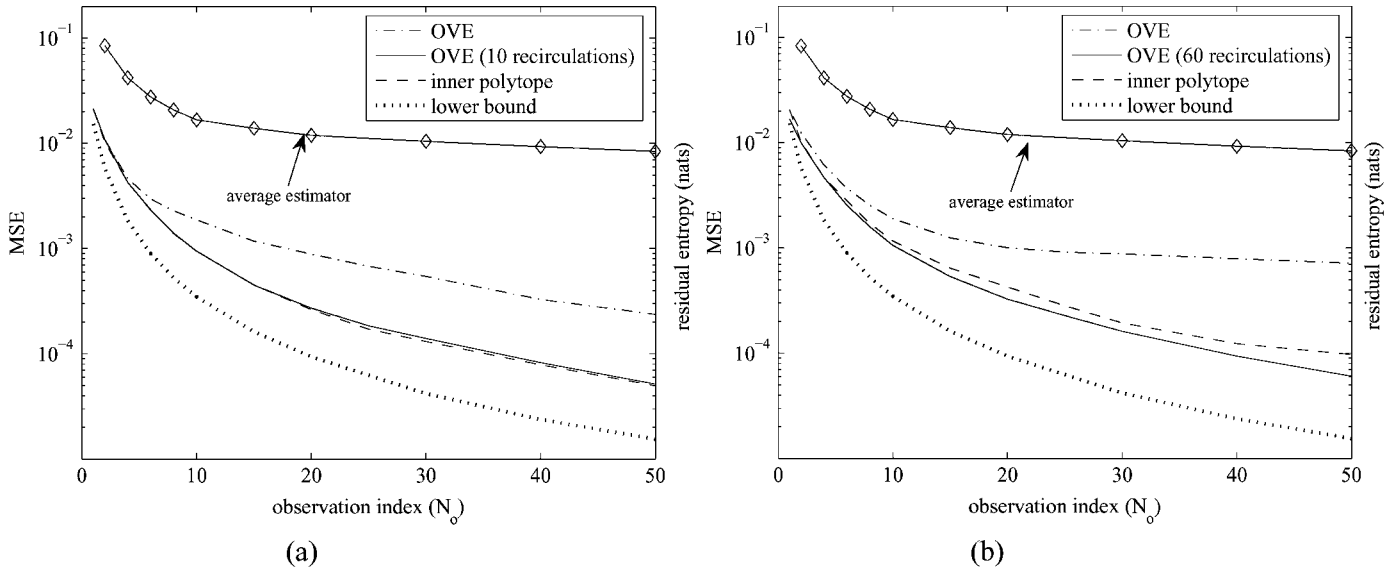 OVE
OVE (10 recirculations)
inner polytope
lower bound
10⁻¹
10⁻²
10⁻³
10⁻⁴
MSE
average estimator
residual entropy (nats)
0 10 20 30 40 50
observation index (Nₒ)
(a)
OVE
OVE (60 recirculations)
inner polytope
lower bound
10⁻¹
10⁻²
10⁻³
10⁻⁴
MSE
average estimator
residual entropy (nats)
0 10 20 30 40 50
observation index (Nₒ)
(b)